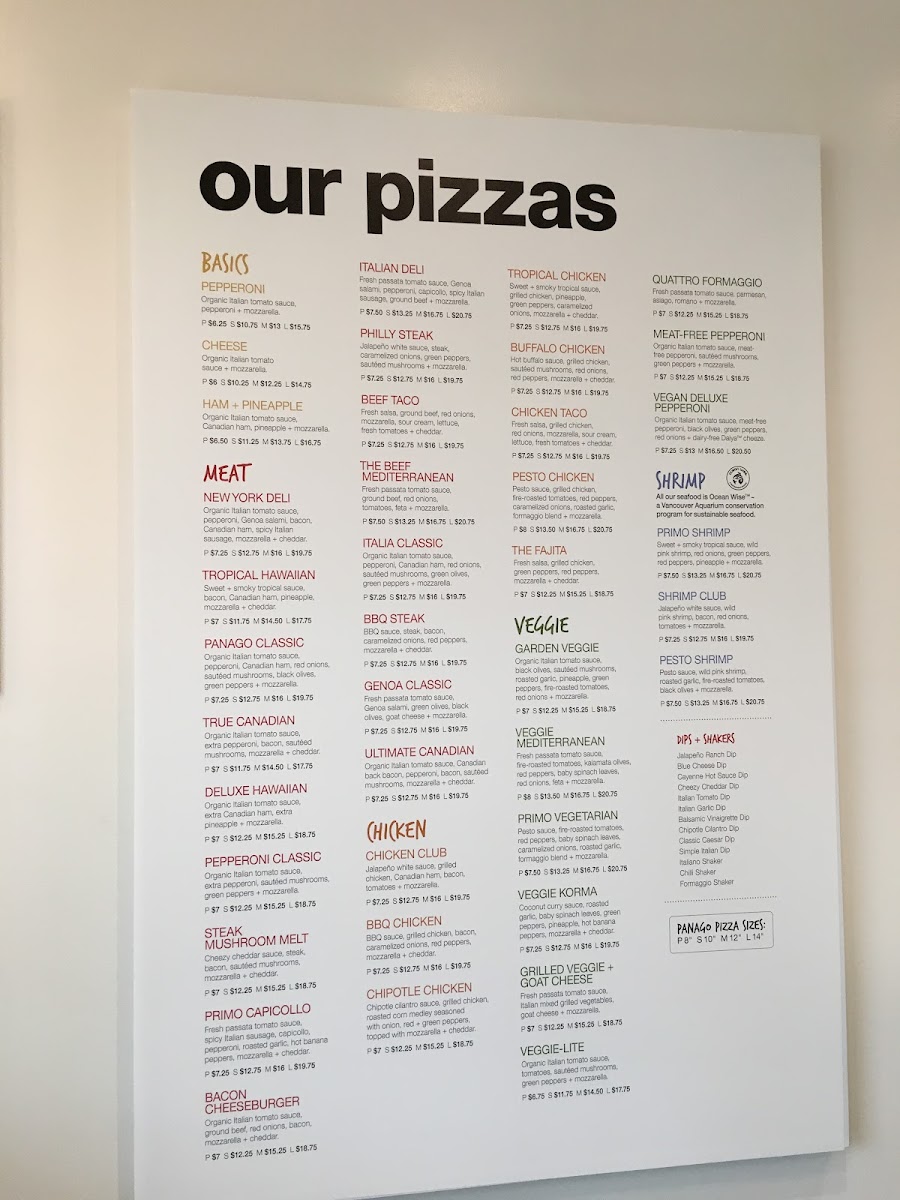 our pizzas
BASICS
PEPPERONI
Organic Italian tomato sauce,
pepperoni + mozzarella.
P $6.25 S $10.75 M $13 L $15.75
CHEESE
Organic Italian tomato
sauce + mozzarella.
P $6 S $10.25 M $12.25 L $14.75
HAM + PINEAPPLE
Organic Italian tomato sauce,
Canadian ham, pineapple + mozzarella.
P $6.50 S $11.25 M $13.75 L $16.75
MEAT
NEW YORK DELI
Organic Italian tomato sauce,
pepperoni, Genoa salami, bacon,
Canadian ham, spicy Italian
sausage, mozzarella + cheddar.
P $7.25 S $12.75 M $16 L $19.75
TROPICAL HAWAIIAN
Sweet + smoky tropical sauce,
bacon, Canadian ham, pineapple,
mozzarella + cheddar.
P $7 S $11.75 M $14.50 L $17.75
PANAGO CLASSIC
Organic Italian tomato sauce,
pepperoni, Canadian ham, red onions,
sautéed mushrooms, black olives,
green peppers + mozzarella.
P $7.25 S $12.75 M $16 L $19.75
TRUE CANADIAN
Organic Italian tomato sauce,
extra pepperoni, bacon, sautéed
mushrooms, mozzarella + cheddar.
P $7 S $11.75 M $14.50 L $17.75
DELUXE HAWAIIAN
Organic Italian tomato sauce,
extra Canadian ham, extra
pineapple + mozzarella.
P $7 S $12.25 M $15.25 L $18.75
PEPPERONI CLASSIC
Organic Italian tomato sauce,
extra pepperoni, sautéed mushrooms,
green peppers + mozzarella.
P $7 S $12.25 M $15.25 L $18.75
STEAK
MUSHROOM MELT
Cheezy cheddar sauce, steak,
bacon, sautéed mushrooms,
mozzarella + cheddar.
P $7 S $12.25 M $15.25 L $18.75
PRIMO CAPICOLLO
Fresh passata tomato sauce,
spicy Italian sausage, capicollo,
pepperoni, roasted garlic, hot banana
peppers, mozzarella + cheddar.
P $7.25 S $12.75 M $16 L $19.75
BACON
CHEESEBURGER
Organic Italian tomato sauce,
ground beef, red onions, bacon,
mozzarella + cheddar.
P $7 S $12.25 M $15.25 L $18.75
ITALIAN DELI
Fresh passata tomato sauce, Genoa
salami, pepperoni, capicollo, spicy Italian
sausage, ground beef + mozzarella.
P $7.50 S $13.25 M $16.75 L $20.75
PHILLY STEAK
Jalapeño white sauce, steak,
caramelized onions, green peppers,
sautéed mushrooms + mozzarella.
P $7.25 S $12.75 M $16 L $19.75
BEEF TACO
Fresh salsa, ground beef, red onions,
mozzarella, sour cream, lettuce,
fresh tomatoes + cheddar.
P $7.25 S $12.75 M $16 L $19.75
THE BEEF
MEDITERRANEAN
Fresh passata tomato sauce,
ground beef, red onions,
tomatoes, feta + mozzarella.
P $7.50 S $13.25 M $16.75 L $20.75
ITALIA CLASSIC
Organic Italian tomato sauce,
pepperoni, Canadian ham, red onions,
sautéed mushrooms, green olives,
green peppers + mozzarella.
P $7.25 S $12.75 M $16 L $19.75
BBQ STEAK
BBQ sauce, steak, bacon,
caramelized onions, red peppers,
mozzarella + cheddar.
P $7.25 S $12.75 M $16 L $19.75
GENOA CLASSIC
Fresh passata tomato sauce,
Genoa salami, green olives, black
olives, goat cheese + mozzarella.
P $7.25 S $12.75 M $16 L $19.75
ULTIMATE CANADIAN
Organic Italian tomato sauce, Canadian
back bacon, pepperoni, bacon, sautéed
mushrooms, mozzarella + cheddar.
P $7.25 S $12.75 M $16 L $19.75
CHICKEN
CHICKEN CLUB
Jalapeño white sauce, grilled
chicken, Canadian ham, bacon,
tomatoes + mozzarella.
P $7.25 S $12.75 M $16 L $19.75
BBQ CHICKEN
BBQ sauce, grilled chicken, bacon,
caramelized onions, red peppers,
mozzarella + cheddar.
P $7.25 S $12.75 M $16 L $19.75
CHIPOTLE CHICKEN
Chipotle cilantro sauce, grilled chicken,
roasted corn medley seasoned
with onion, red + green peppers,
topped with mozzarella + cheddar.
P $7 S $12.25 M $15.25 L $18.75
TROPICAL CHICKEN
Sweet + smoky tropical sauce,
grilled chicken, pineapple,
green peppers, caramelized
onions, mozzarella + cheddar.
P $7.25 S $12.75 M $16 L $19.75
BUFFALO CHICKEN
Hot buffalo sauce, grilled chicken,
sautéed mushrooms, red onions,
red peppers, mozzarella + cheddar.
P $7.25 S $12.75 M $16 L $19.75
CHICKEN TACO
Fresh salsa, grilled chicken,
red onions, mozzarella, sour cream,
lettuce, fresh tomatoes + cheddar.
P $7.25 S $12.75 M $16 L $19.75
PESTO CHICKEN
Pesto sauce, grilled chicken,
fire-roasted tomatoes, red peppers,
caramelized onions, roasted garlic,
formaggio blend + mozzarella.
P $8 S $13.50 M $16.75 L $20.75
THE FAJITA
Fresh salsa, grilled chicken,
green peppers, red peppers,
mozzarella + cheddar.
P $7 S $12.25 M $15.25 L $18.75
VEGGIE
GARDEN VEGGIE
Organic Italian tomato sauce,
black olives, sautéed mushrooms,
roasted garlic, pineapple, green
peppers, fire-roasted tomatoes,
red onions + mozzarella.
P $7 S $12.25 M $15.25 L $18.75
VEGGIE
MEDITERRANEAN
Fresh passata tomato sauce,
fire-roasted tomatoes, kalamata olives,
red peppers, baby spinach leaves,
red onions, feta + mozzarella.
P $8 S $13.50 M $16.75 L $20.75
PRIMO VEGETARIAN
Pesto sauce, fire-roasted tomatoes,
red peppers, baby spinach leaves,
caramelized onions, roasted garlic,
formaggio blend + mozzarella.
P $7.50 S $13.25 M $16.75 L $20.75
VEGGIE KORMA
Coconut curry sauce, roasted
garlic, baby spinach leaves, green
peppers, pineapple, hot banana
peppers, mozzarella + cheddar.
P $7.25 S $12.75 M $16 L $19.75
GRILLED VEGGIE +
GOAT CHEESE
Fresh passata tomato sauce,
Italian mixed grilled vegetables,
goat cheese + mozzarella.
P $7 S $12.25 M $15.25 L $18.75
VEGGIE-LITE
Organic Italian tomato sauce,
tomatoes, sautéed mushrooms,
green peppers + mozzarella.
P $6.75 S $11.75 M $14.50 L $17.75
QUATTRO FORMAGGIO
Fresh passata tomato sauce, parmesan,
asiago, romano + mozzarella.
P $7 S $12.25 M $15.25 L $18.75
MEAT-FREE PEPPERONI
Organic Italian tomato sauce, meat-
free pepperoni, sautéed mushrooms,
green peppers + mozzarella.
P $7 S $12.25 M $15.25 L $18.75
VEGAN DELUXE
PEPPERONI
Organic Italian tomato sauce, meat-free
pepperoni, black olives, green peppers,
red onions + dairy-free Daiya™ cheeze.
P $7.25 S $13 M $16.50 L $20.50
SHRIMP
All our seafood is Ocean Wise™ –
a Vancouver Aquarium conservation
program for sustainable seafood.
PRIMO SHRIMP
Sweet + smoky tropical sauce, wild
pink shrimp, red onions, green peppers,
red peppers, pineapple + mozzarella.
P $7.50 S $13.25 M $16.75 L $20.75
SHRIMP CLUB
Jalapeño white sauce, wild
pink shrimp, bacon, red onions,
tomatoes + mozzarella.
P $7.25 S $12.75 M $16 L $19.75
PESTO SHRIMP
Pesto sauce, wild pink shrimp,
roasted garlic, fire-roasted tomatoes,
black olives + mozzarella.
P $7.50 S $13.25 M $16.75 L $20.75
DIPS + SHAKERS
Jalapeño Ranch Dip
Blue Cheese Dip
Cayenne Hot Sauce Dip
Cheezy Cheddar Dip
Italian Tomato Dip
Italian Garlic Dip
Balsamic Vinaigrette Dip
Chipotle Cilantro Dip
Classic Caesar Dip
Simple Italian Dip
Italiano Shaker
Chili Shaker
Formaggio Shaker
PANAGO PIZZA SIZES:
P 8" S 10" M 12" L 14"